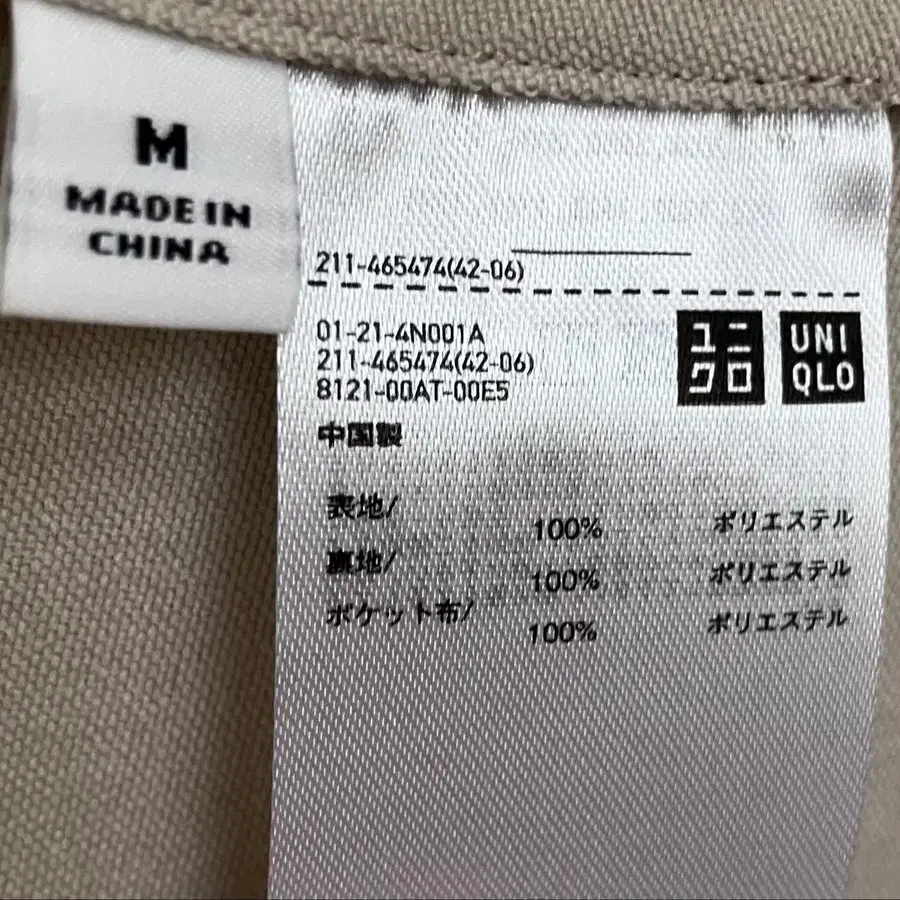 M
MADE IN
CHINA
211-465474(42-06)
01-21-4N001A
211-465474(42-06)
8121-00AT-00E5
中国製
ユニ
クロ
UNI
QLO
表地/ 100% ポリエステル
裏地/ 100% ポリエステル
ポケット布/ 100% ポリエステル